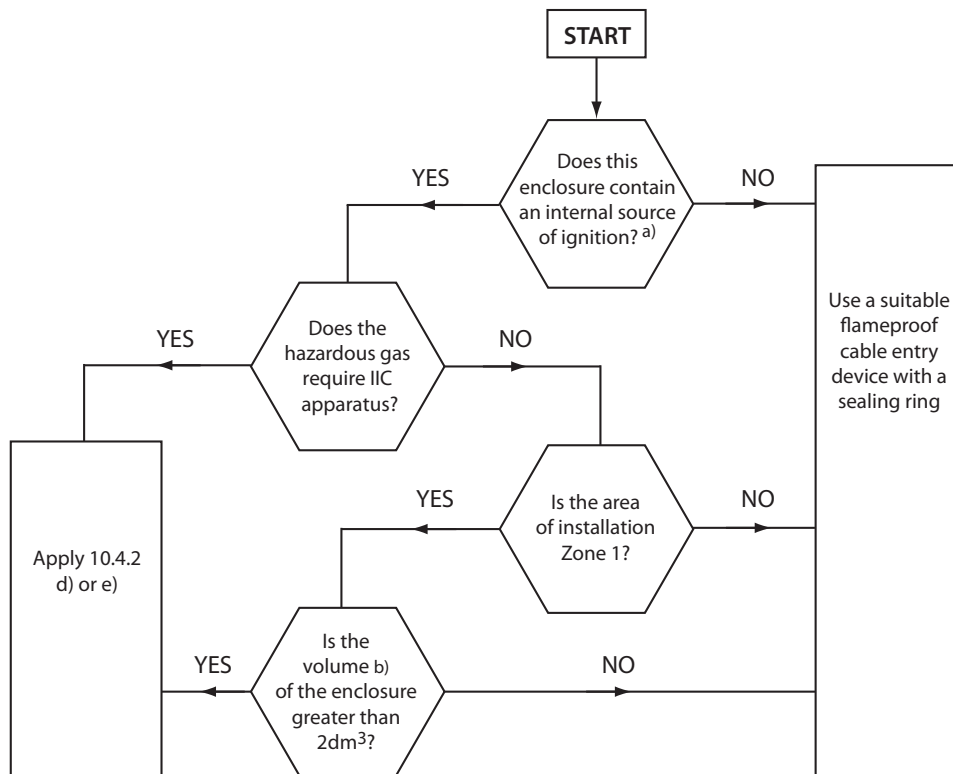 START
Does this
enclosure contain
an internal source
of ignition? a)
YES
NO
Use a suitable
flameproof
cable entry
device with a
sealing ring
Does the
hazardous gas
require IIC
apparatus?
YES
NO
Is the area
of installation
Zone 1?
YES
NO
Apply 10.4.2
d) or e)
Is the
volume b)
of the enclosure
greater than
2dm³?
YES
NO